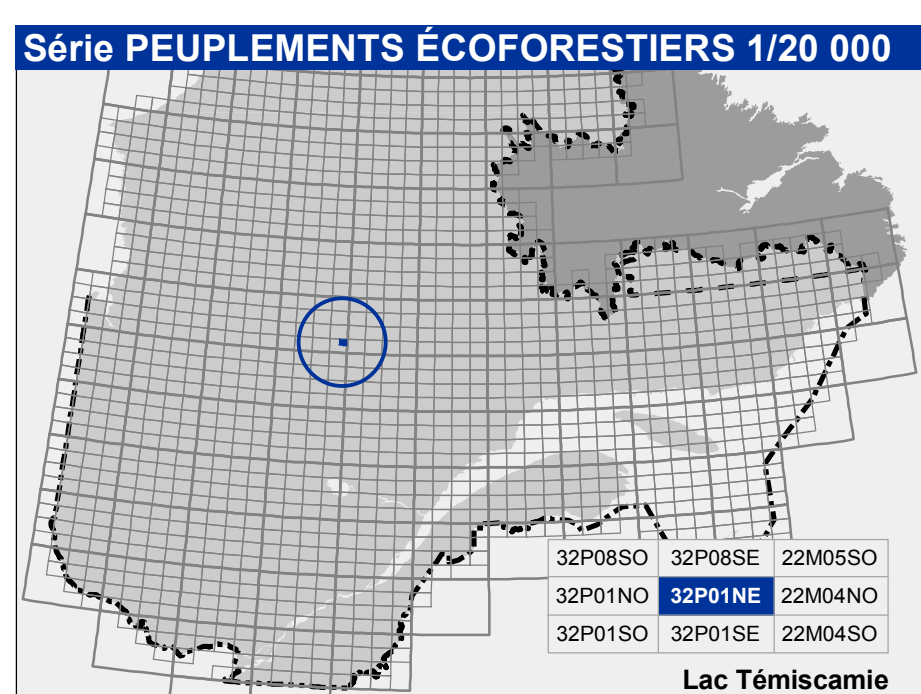 Série PEUPLEMENTS ÉCOFORESTIERS 1/20 000
32P08SO 32P08SE 22M05SO
32P01NO 32P01NE 22M04NO
32P01SO 32P01SE 22M04SO
Lac Témiscamie